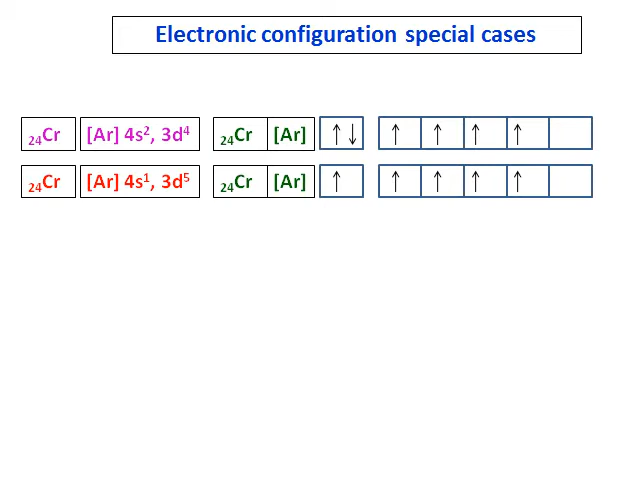 Electronic configuration special cases
₂₄Cr [Ar] 4s², 3d⁴ ₂₄Cr [Ar] ↑↓ ↑ ↑ ↑ ↑
₂₄Cr [Ar] 4s¹, 3d⁵ ₂₄Cr [Ar] ↑ ↑ ↑ ↑ ↑